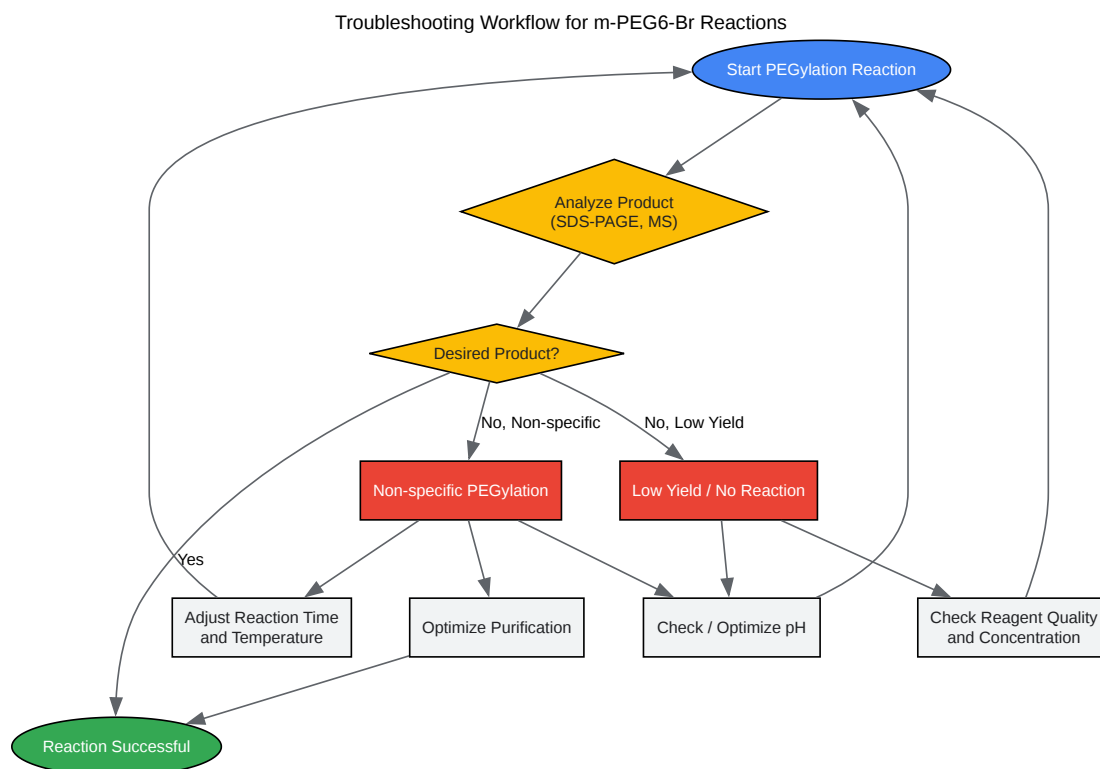 Troubleshooting Workflow for m-PEG6-Br Reactions
Start PEGylation Reaction
Analyze Product
(SDS-PAGE, MS)
Desired Product?
No, Non-specific
No, Low Yield
Non-specific PEGylation
Low Yield / No Reaction
Yes
Adjust Reaction Time
and Temperature
Optimize Purification
Check / Optimize pH
Check Reagent Quality
and Concentration
Reaction Successful